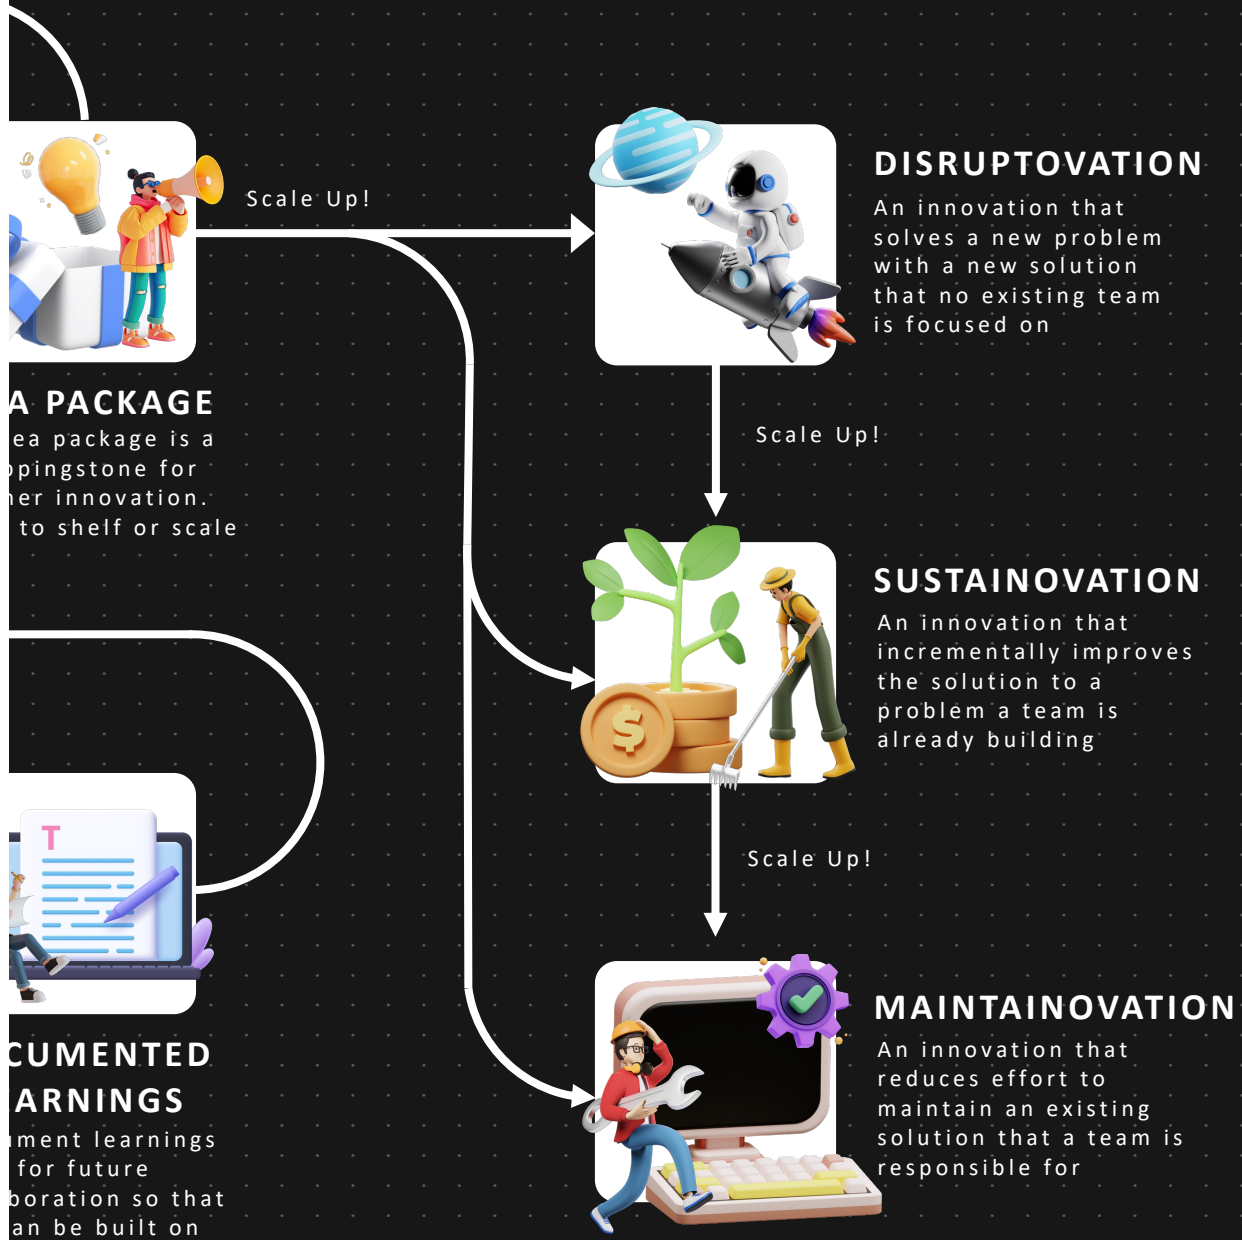 Scale Up!
DISRUPTOVATION
An innovation that
solves a new problem
with a new solution
that no existing team
is focused on
A PACKAGE
ea package is a
ppingstone for
her innovation.
to shelf or scale
Scale Up!
SUSTAINOVATION
An innovation that
incrementally improves
the solution to a
problem a team is
already building
$
T
Scale Up!
MAINTAINOVATION
An innovation that
reduces effort to
maintain an existing
solution that a team is
responsible for
CUMENTED
ARNINGS
ument learnings
for future
boration so that
an be built on